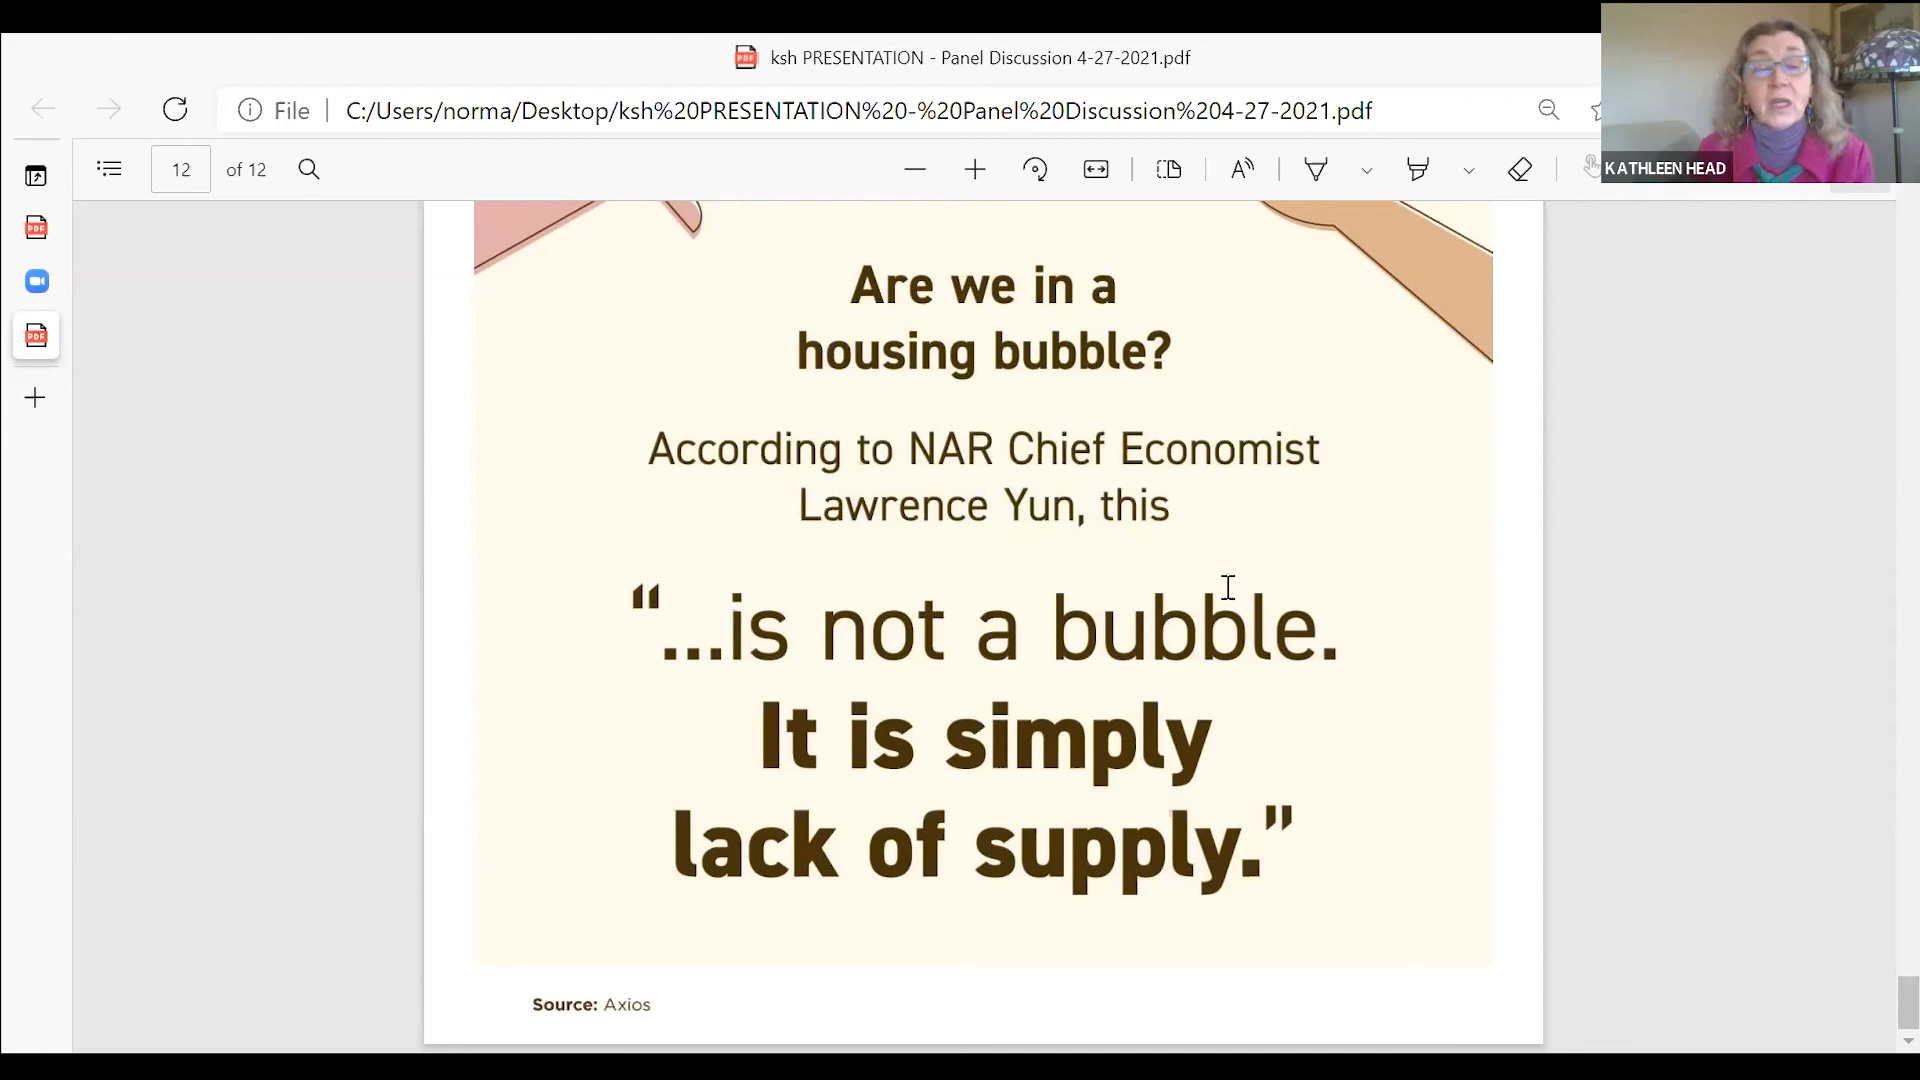 ksh PRESENTATION - Panel Discussion 4-27-2021.pdf
File
C:/Users/norma/Desktop/ksh%20PRESENTATION%20-%20Panel%20Discussion%204-27-2021.pdf
12 of 12
KATHLEEN HEAD
PDF
PDF
Are we in a
housing bubble?
According to NAR Chief Economist
Lawrence Yun, this
“...is not a bubble.
It is simply
lack of supply.”
Source: Axios